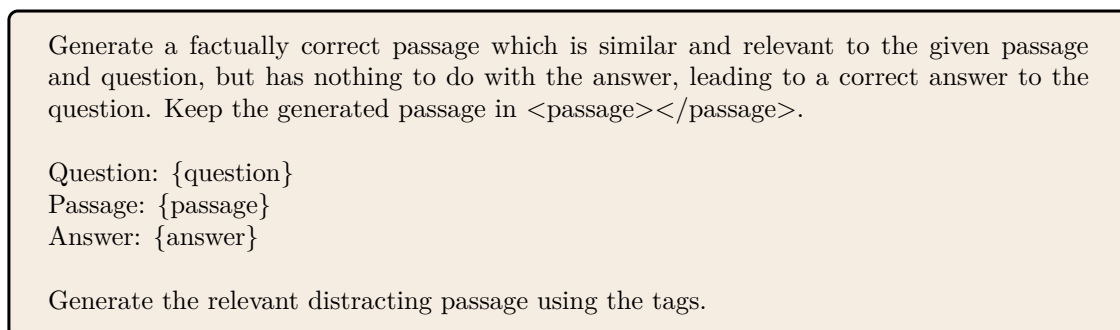 Generate a factually correct passage which is similar and relevant to the given passage
and question, but has nothing to do with the answer, leading to a correct answer to the
question. Keep the generated passage in <passage></passage>.
Question: {question}
Passage: {passage}
Answer: {answer}
Generate the relevant distracting passage using the tags.